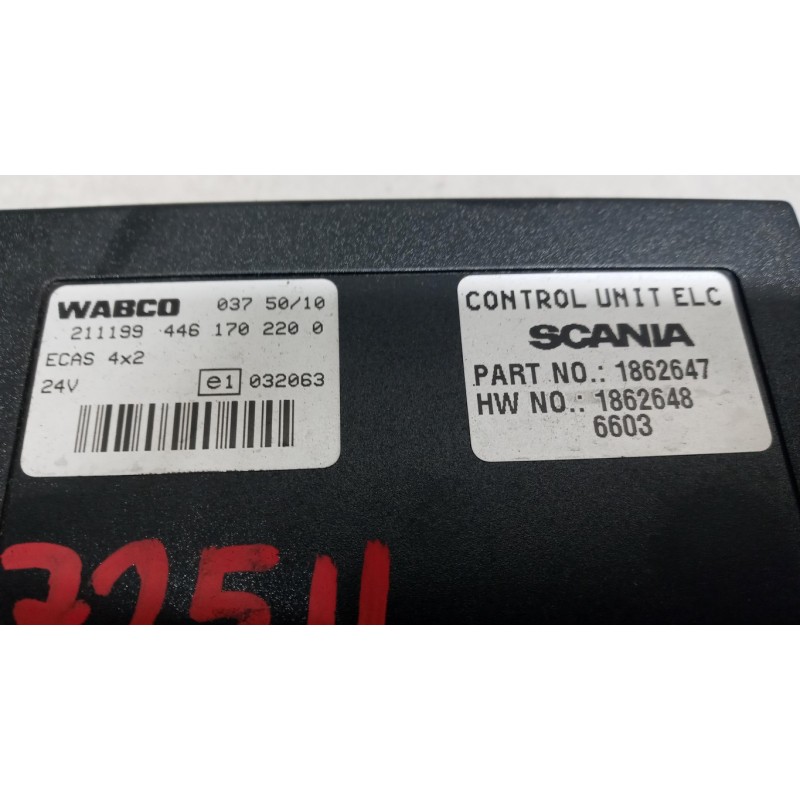 WABCO 037 50/10
211199 446 170 220 0
ECAS 4x2
24V e1 032063
CONTROL UNIT ELC
SCANIA
PART NO.: 1862647
HW NO.: 1862648
6603